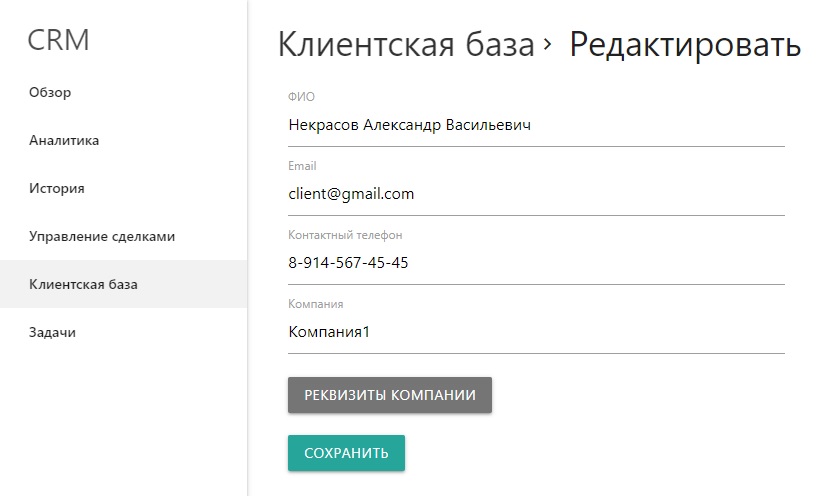 CRM
Обзор
Аналитика
История
Управление сделками
Клиентская база
Задачи
Клиентская база › Редактировать
ФИО
Некрасов Александр Васильевич
Email
client@gmail.com
Контактный телефон
8-914-567-45-45
Компания
Компания1
РЕКВИЗИТЫ КОМПАНИИ
СОХРАНИТЬ